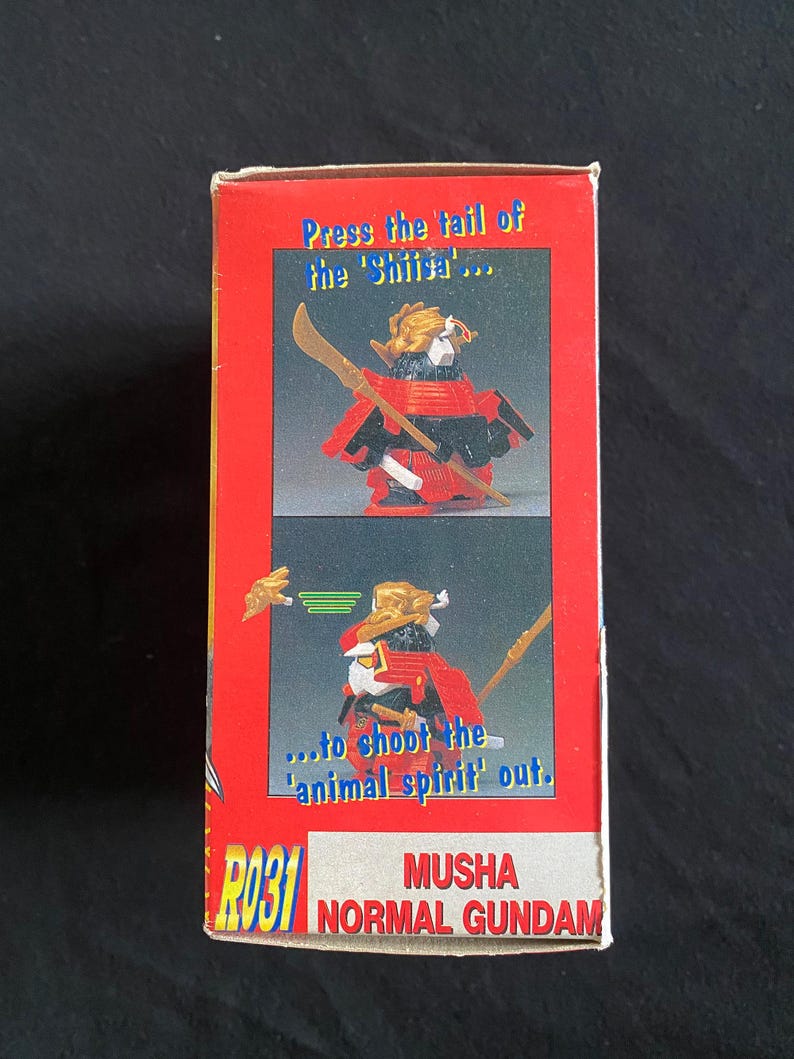 Press the tail of
the 'Shiisa'...
...to shoot the
'animal spirit' out.
R031
MUSHA
NORMAL GUNDAM